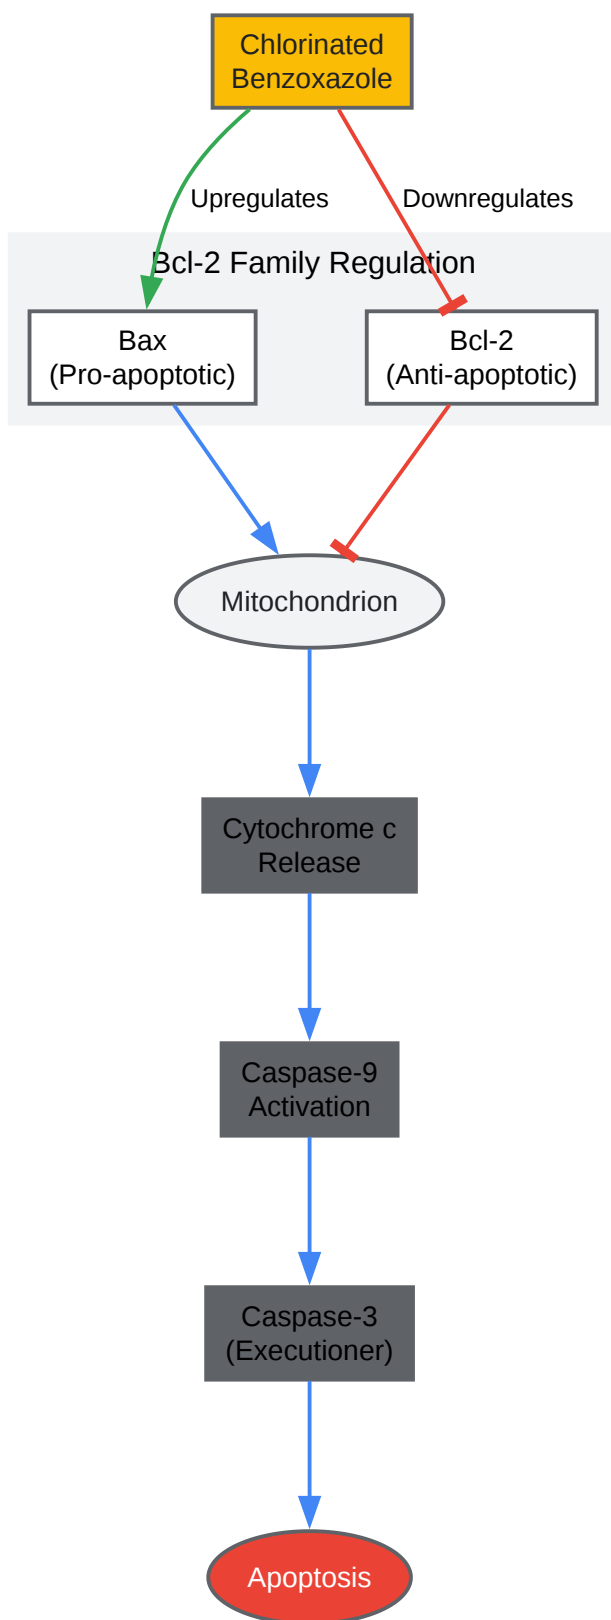 Chlorinated
Benzoxazole
Upregulates
Downregulates
Bcl-2 Family Regulation
Bax
(Pro-apoptotic)
Bcl-2
(Anti-apoptotic)
Mitochondrion
Cytochrome c
Release
Caspase-9
Activation
Caspase-3
(Executioner)
Apoptosis